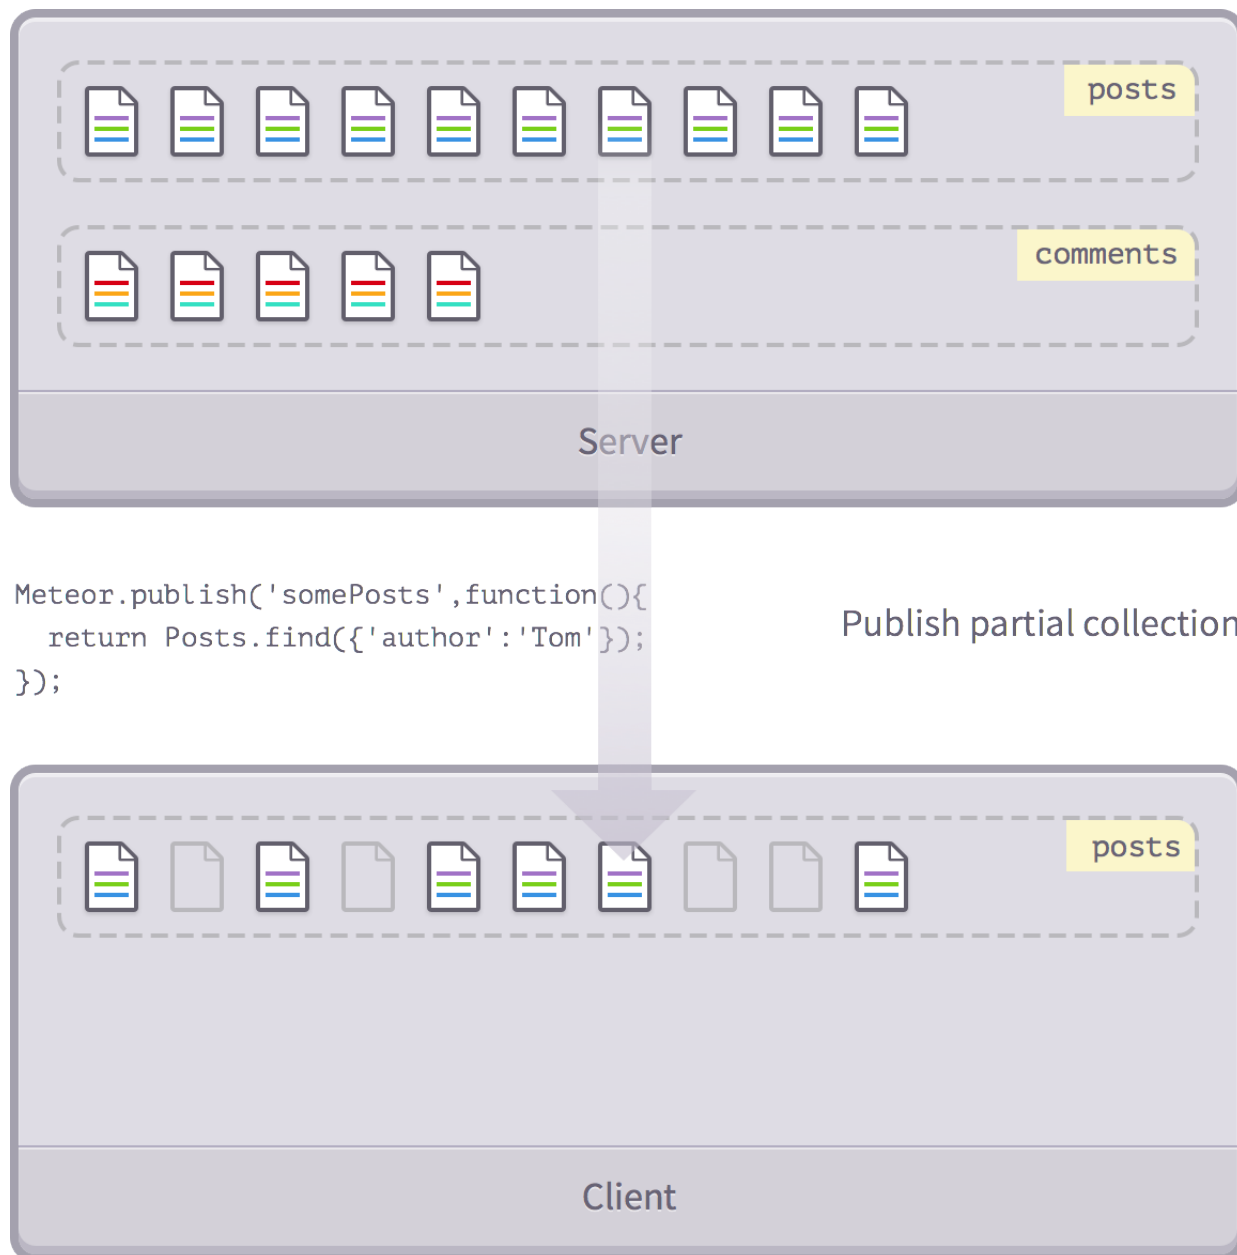 posts
comments
Server
Meteor.publish('somePosts',function(){
  return Posts.find({'author':'Tom'});
});
Publish partial collection
posts
Client